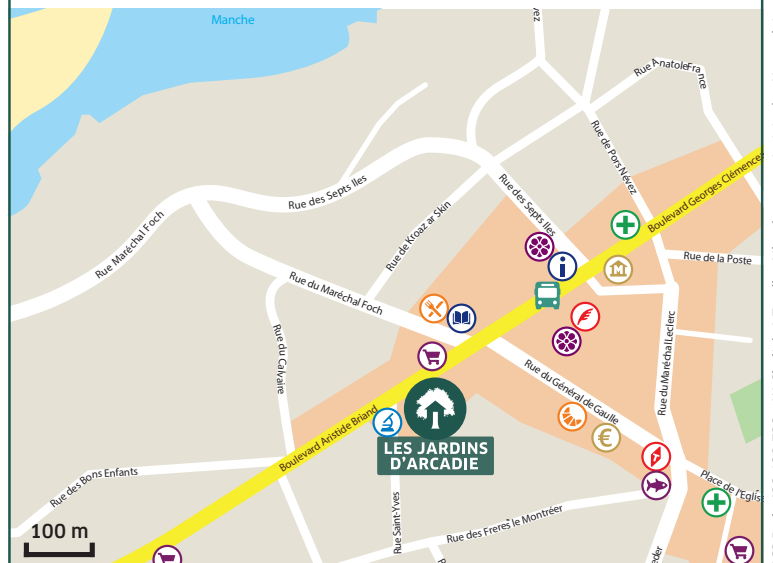 Manche
Rue Anatole France
Rue de Pors Névez
Boulevard Georges Clémence
Rue des Septs Iles
Rue des Septs Iles
Rue de Kroaz ar Skin
Rue Maréchal Foch
Rue de la Poste
Rue du Maréchal Foch
Rue du Calvaire
Rue du Maréchal Leclerc
Rue du Général de Gaulle
Boulevard Aristide Briand
LES JARDINS
D'ARCADIE
Rue des Bons Enfants
Place de l'Eglise
Rue Saint-Yves
Rue des Freres le Montréer
100 m